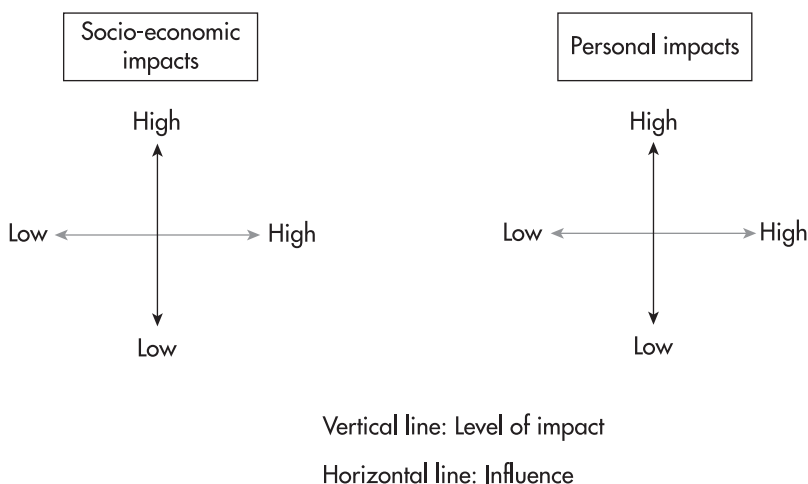 Socio-economic
impacts
High
Low
High
Low
Personal impacts
High
Low
High
Low
Vertical line: Level of impact
Horizontal line: Influence